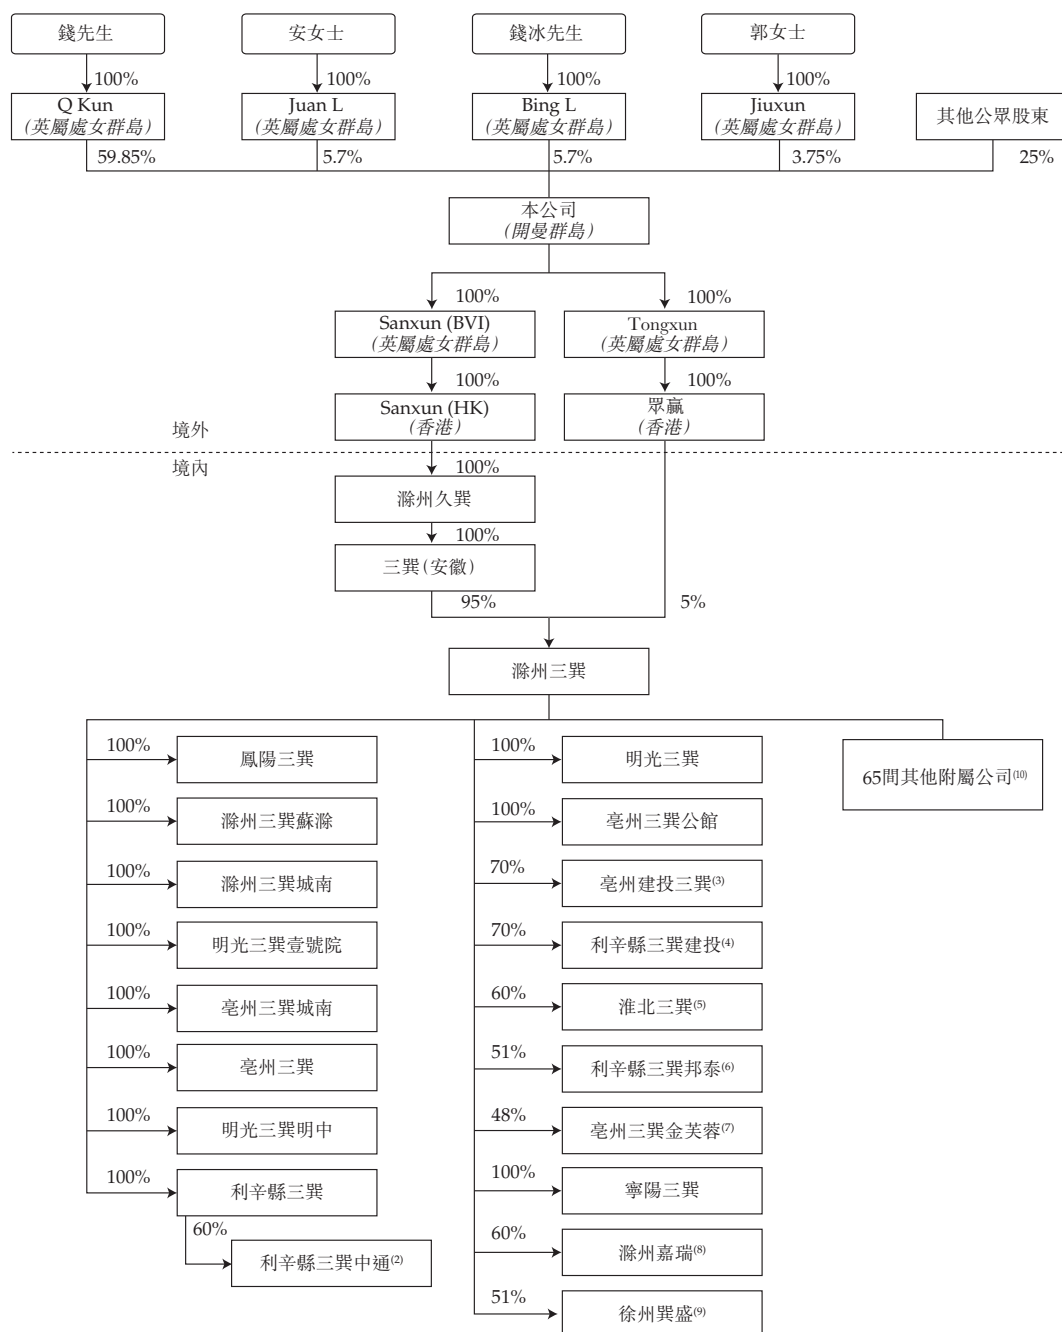 錢先生
安女士
錢冰先生
郭女士
100%
100%
100%
100%
Q Kun
(英屬處女群島)
Juan L
(英屬處女群島)
Bing L
(英屬處女群島)
Jiuxun
(英屬處女群島)
其他公眾股東
59.85%
5.7%
5.7%
3.75%
25%
本公司
(開曼群島)
100%
100%
Sanxun (BVI)
(英屬處女群島)
Tongxun
(英屬處女群島)
100%
100%
Sanxun (HK)
(香港)
眾贏
(香港)
境外
境內
100%
滁州久巽
100%
三巽(安徽)
95%
5%
滁州三巽
100%
鳳陽三巽
100%
滁州三巽蘇滁
100%
滁州三巽城南
100%
明光三巽壹號院
100%
亳州三巽城南
100%
亳州三巽
100%
明光三巽明中
100%
利辛縣三巽
60%
利辛縣三巽中通(2)
100%
明光三巽
100%
亳州三巽公館
70%
亳州建投三巽(3)
70%
利辛縣三巽建投(4)
60%
淮北三巽(5)
51%
利辛縣三巽邦泰(6)
48%
亳州三巽金芙蓉(7)
100%
寧陽三巽
60%
滁州嘉瑞(8)
51%
徐州巽盛(9)
65間其他附屬公司(10)